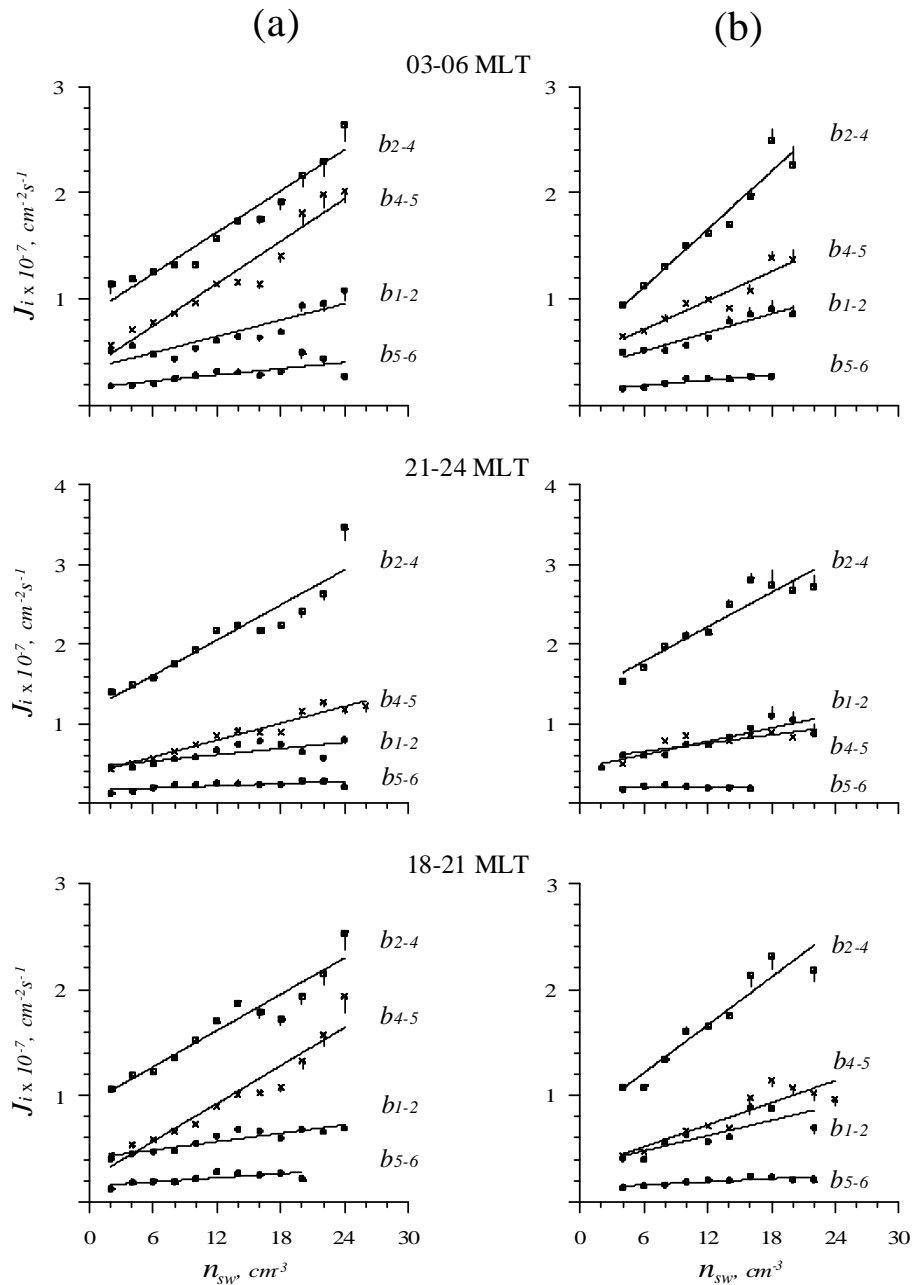 (a) (b)
03-06 MLT
3 3
b2-4 b2-4
2 b4-5 2
b4-5
1 b1-2 1 b1-2
b5-6 b5-6
Ji x 10-7, cm-2s-1
21-24 MLT
4 4
3 b2-4 3 b2-4
2 2
b4-5 b1-2
1 b1-2 1 b4-5
b5-6 b5-6
Ji x 10-7, cm-2s-1
18-21 MLT
3 3
b2-4 b2-4
2 b4-5 2
b4-5
1 b1-2 1 b1-2
b5-6 b5-6
Ji x 10-7, cm-2s-1
0 6 12 18 24 30 0 6 12 18 24 30
nsw, cm-3 nsw, cm-3